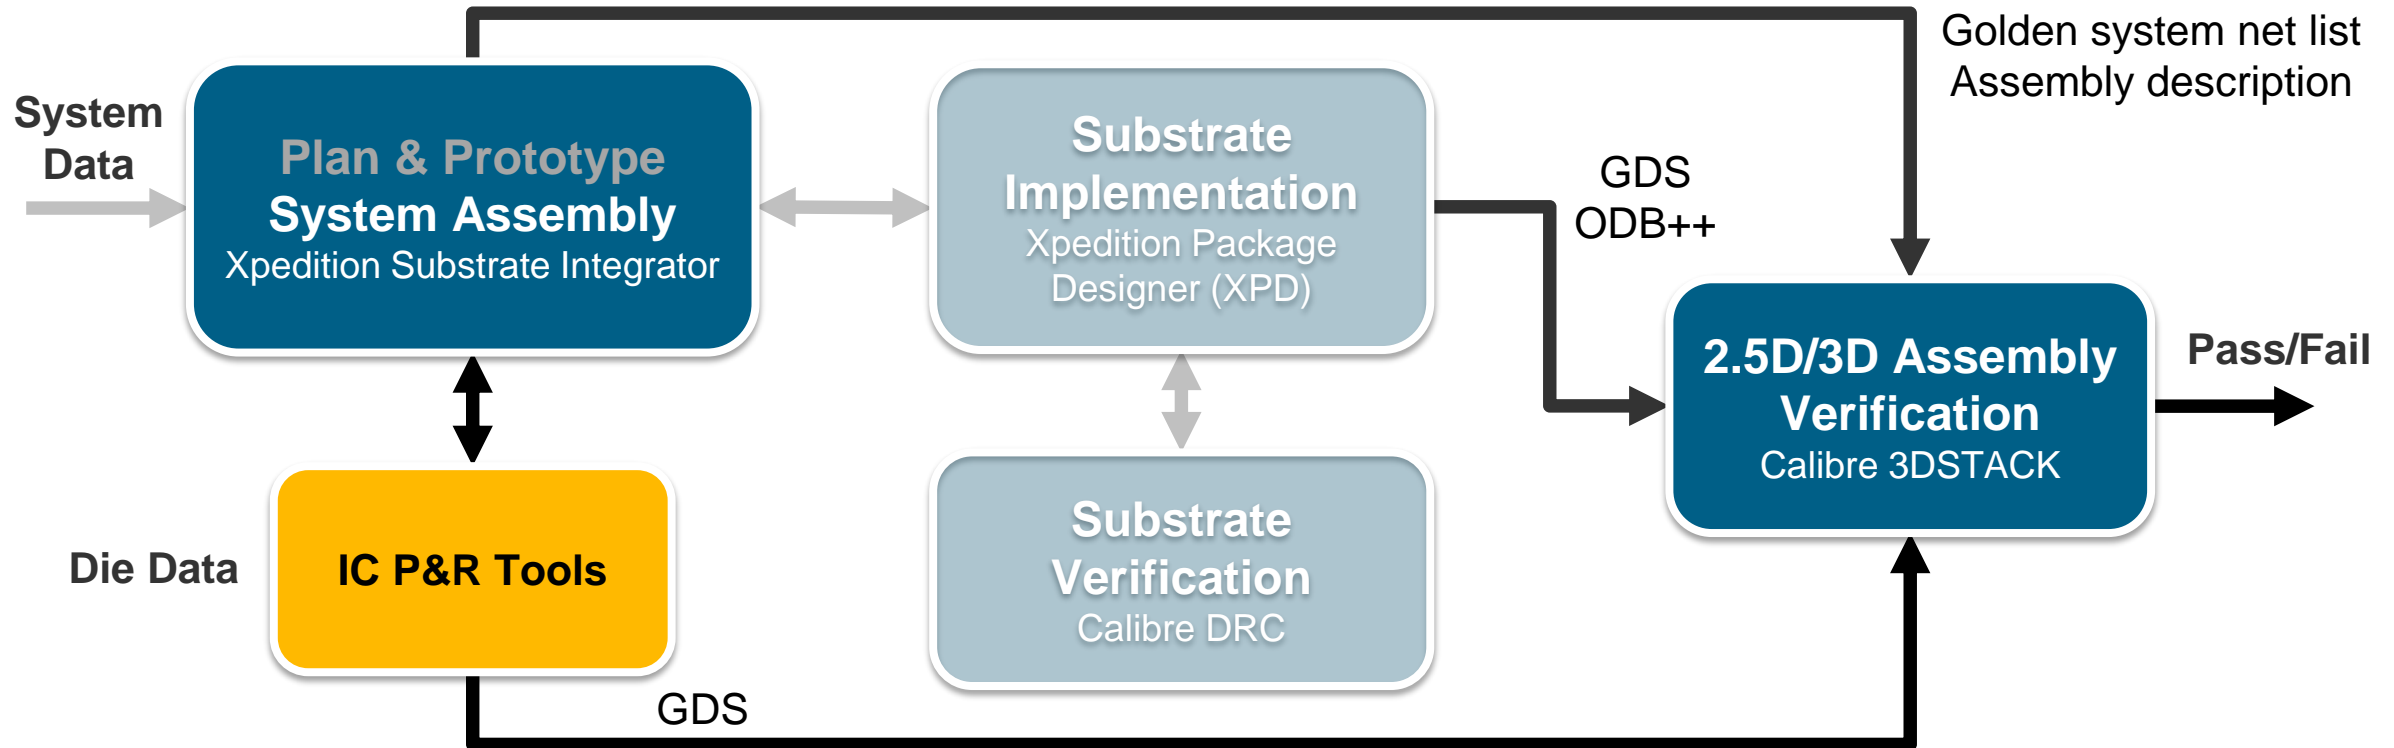 System
Data
Plan & Prototype
System Assembly
Xpedition Substrate Integrator
Substrate
Implementation
Xpedition Package
Designer (XPD)
GDS
ODB++
Golden system net list
Assembly description
2.5D/3D Assembly
Verification
Calibre 3DSTACK
Pass/Fail
Die Data
IC P&R Tools
Substrate
Verification
Calibre DRC
GDS